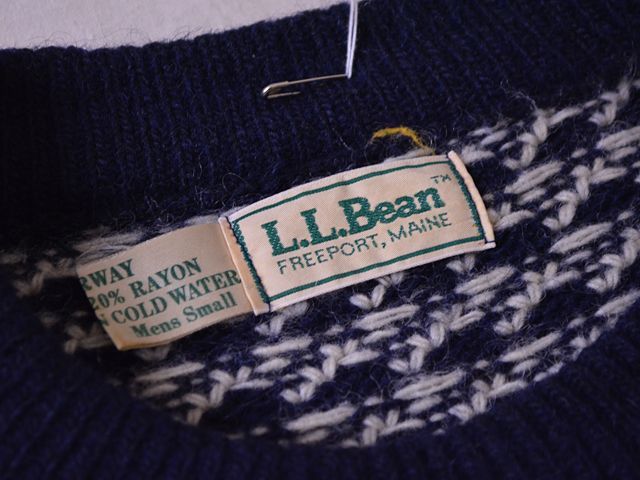 L.L.Bean™
FREEPORT, MAINE
RWAY
20% RAYON
COLD WATER
Mens Small